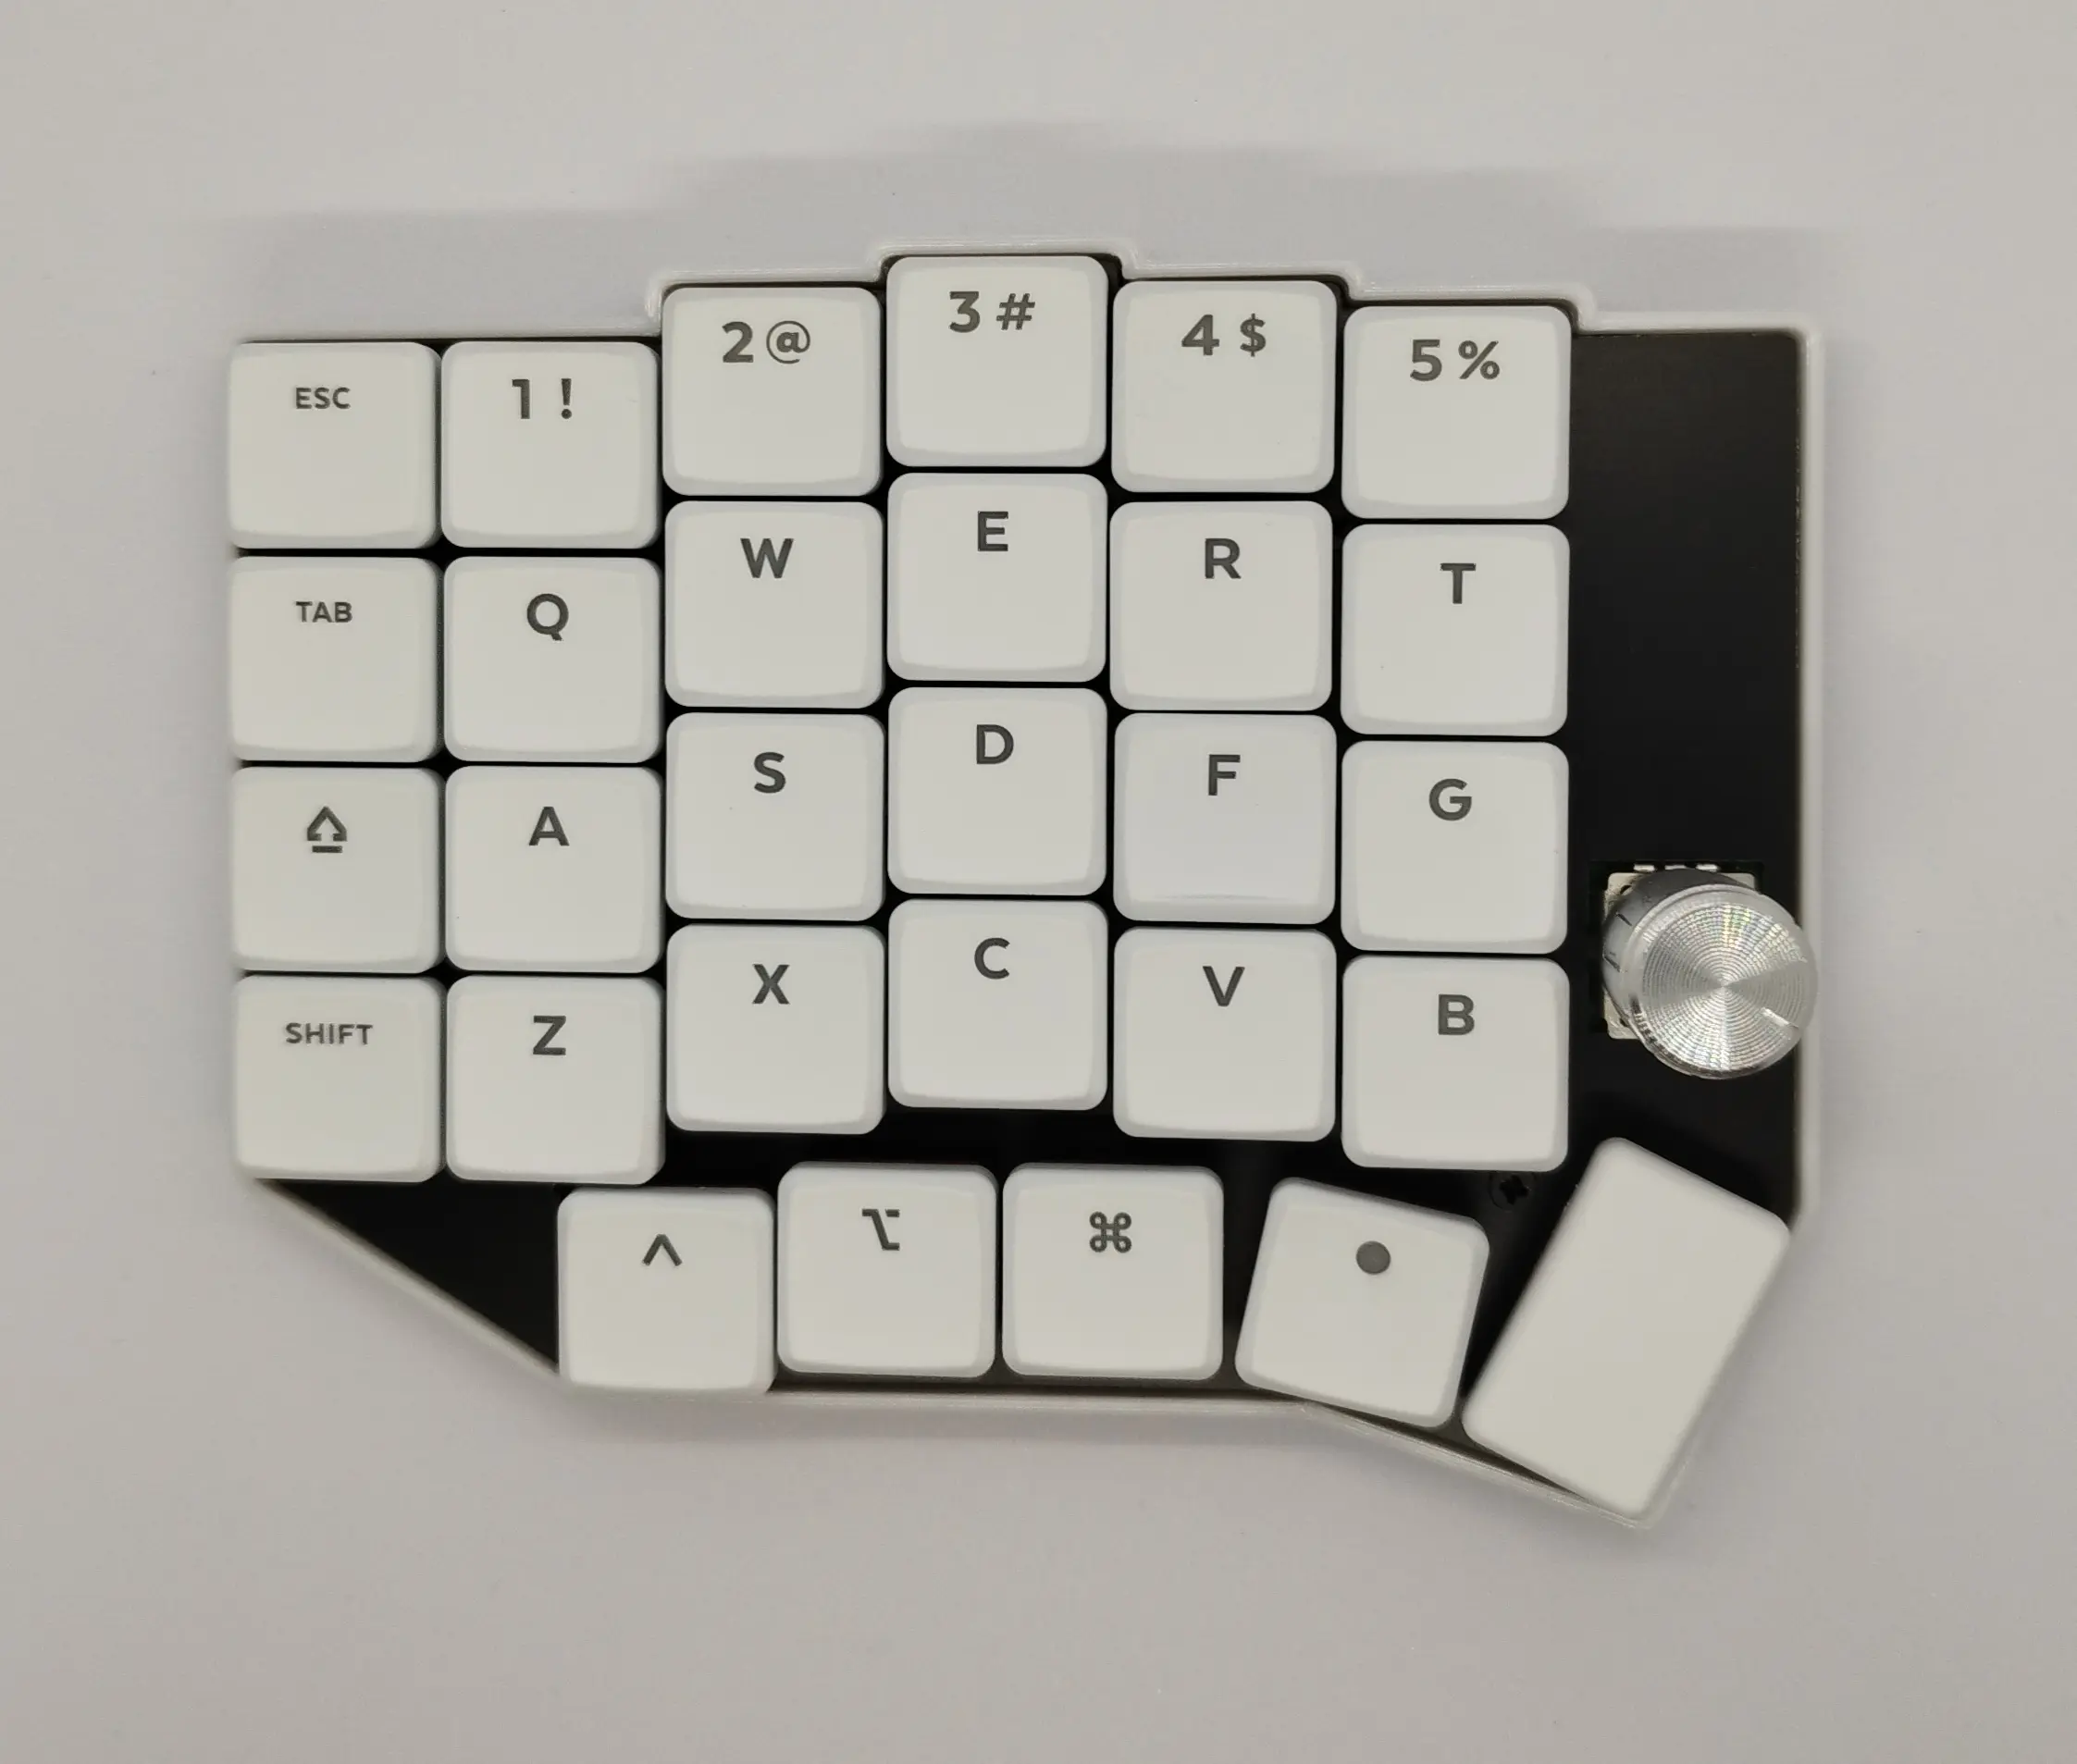 ESC 1 ! 2 @ 3 # 4 $ 5 %
TAB Q W E R T
⇪ A S D F G
SHIFT Z X C V B
^ ⌥ ⌘ ●